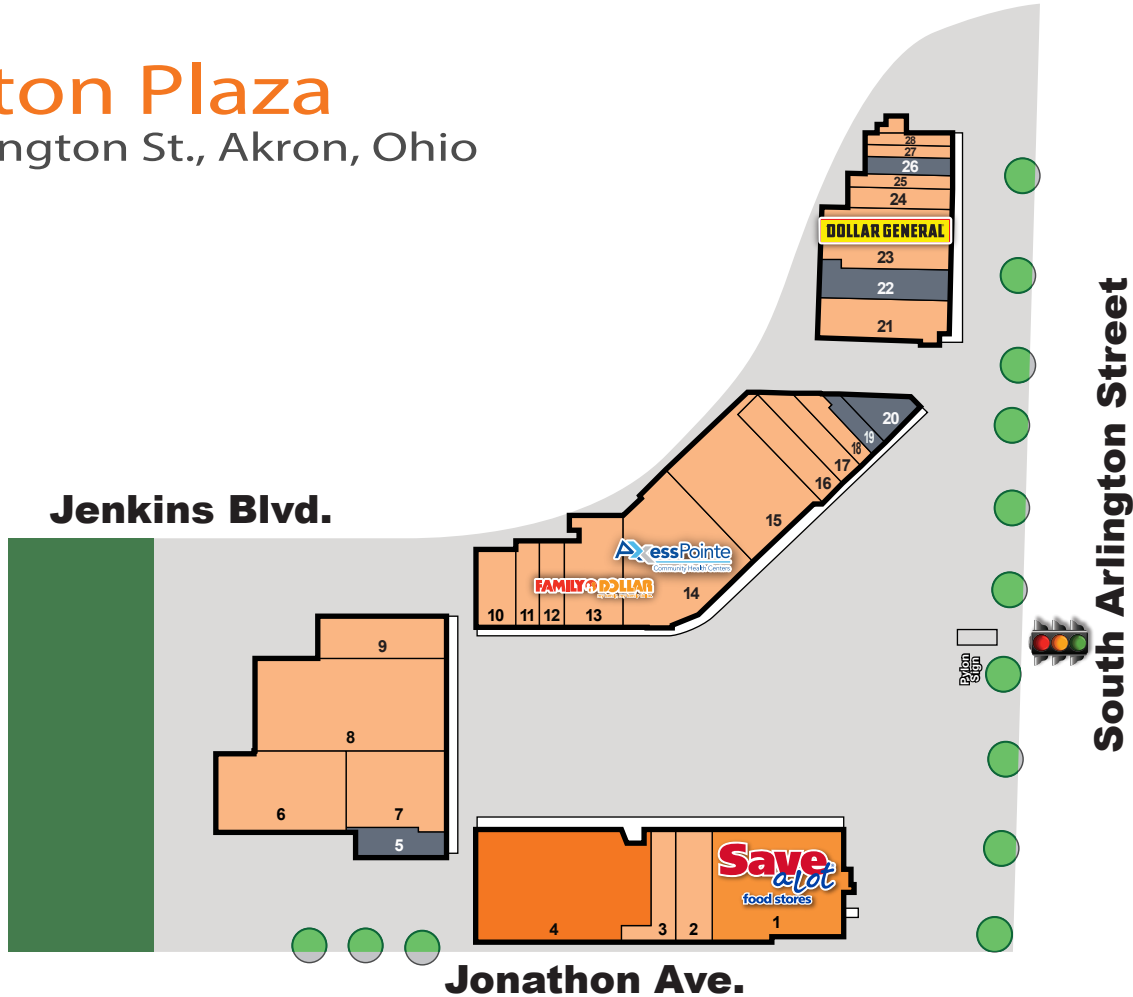 ton Plaza
ngton St., Akron, Ohio
28
27
26
25
24
DOLLAR GENERAL
23
22
21
20
19
18
17
16
15
South Arlington Street
Jenkins Blvd.
AxessPointe
Community Health Centers
FAMILY DOLLAR
14
10
11
12
13
Pylon
Sign
9
8
6
7
5
Save
a lot
food stores
4
3
2
1
Jonathon Ave.